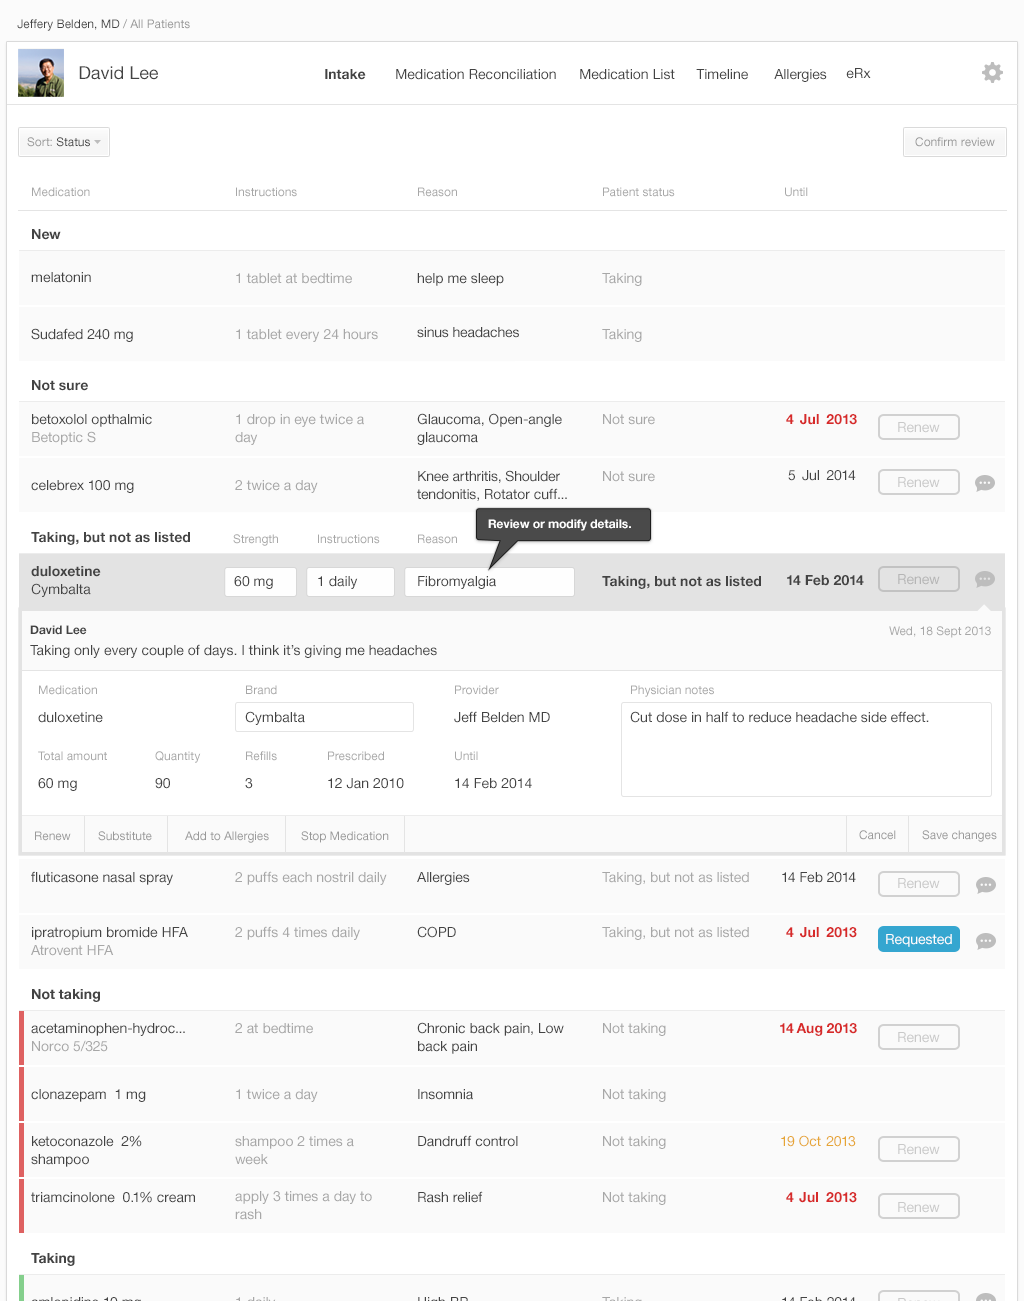 Jeffery Belden, MD / All Patients
David Lee
Intake Medication Reconciliation Medication List Timeline Allergies eRx
Sort: Status
Confirm review
Medication Instructions Reason Patient status Until
New
melatonin 1 tablet at bedtime help me sleep Taking
Sudafed 240 mg 1 tablet every 24 hours sinus headaches Taking
Not sure
betoxolol opthalmic 1 drop in eye twice a Glaucoma, Open-angle Not sure 4 Jul 2013 Renew
Betoptic S day glaucoma
celebrex 100 mg 2 twice a day Knee arthritis, Shoulder Not sure 5 Jul 2014 Renew
tendonitis, Rotator cuff...
Review or modify details.
Taking, but not as listed Strength Instructions Reason
duloxetine 60 mg 1 daily Fibromyalgia Taking, but not as listed 14 Feb 2014 Renew
Cymbalta
David Lee Wed, 18 Sept 2013
Taking only every couple of days. I think it's giving me headaches
Medication Brand Provider Physician notes
duloxetine Cymbalta Jeff Belden MD Cut dose in half to reduce headache side effect.
Total amount Quantity Refills Prescribed Until
60 mg 90 3 12 Jan 2010 14 Feb 2014
Renew Substitute Add to Allergies Stop Medication Cancel Save changes
fluticasone nasal spray 2 puffs each nostril daily Allergies Taking, but not as listed 14 Feb 2014 Renew
ipratropium bromide HFA 2 puffs 4 times daily COPD Taking, but not as listed 4 Jul 2013 Requested
Atrovent HFA
Not taking
acetaminophen-hydroc... 2 at bedtime Chronic back pain, Low Not taking 14 Aug 2013 Renew
Norco 5/325 back pain
clonazepam 1 mg 1 twice a day Insomnia Not taking
ketoconazole 2% shampoo 2 times a Dandruff control Not taking 19 Oct 2013 Renew
shampoo week
triamcinolone 0.1% cream apply 3 times a day to Rash relief Not taking 4 Jul 2013 Renew
rash
Taking
amlopidine 10 mg 1 daily High BP Taking 14 Feb 2014 Renew